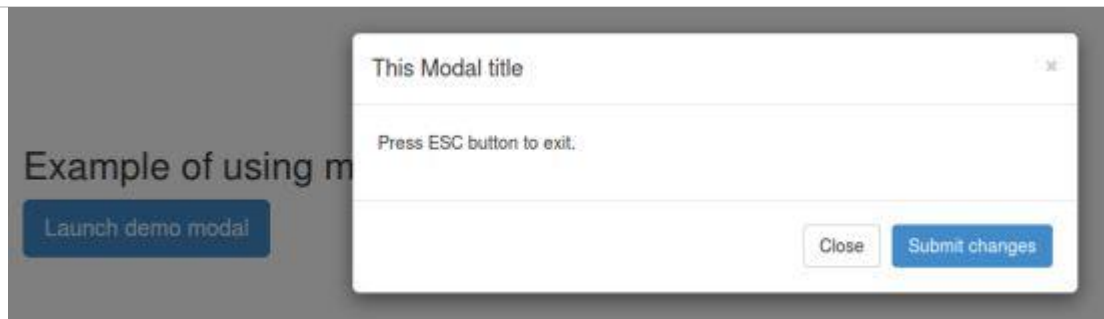 This Modal title
×
Press ESC button to exit.
Example of using m
Launch demo modal
Close Submit changes